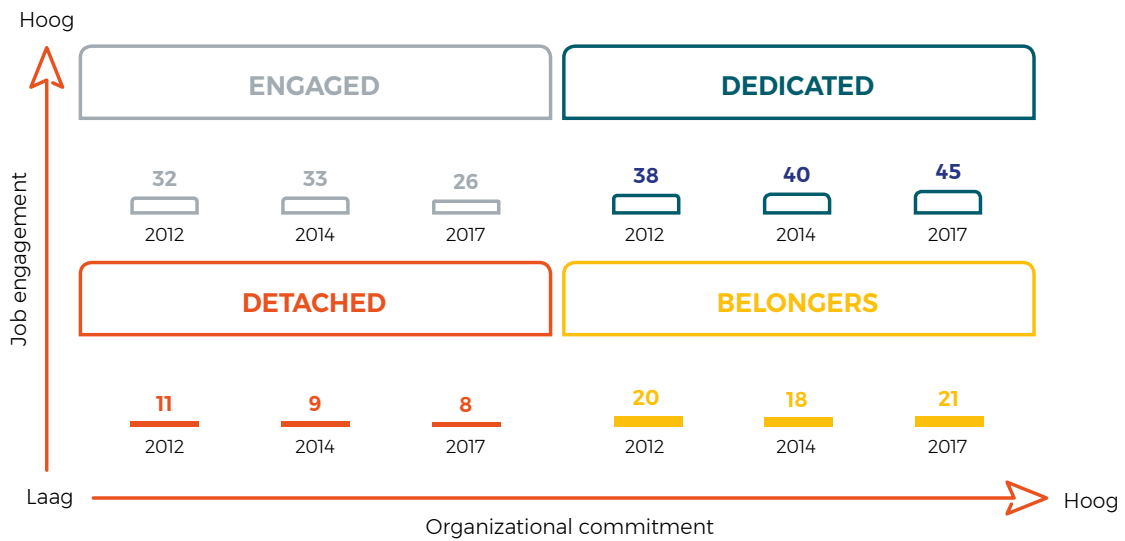 Hoog
ENGAGED
DEDICATED
32 33 26 38 40 45
2012 2014 2017 2012 2014 2017
Job engagement
DETACHED
BELONGERS
11 9 8 20 18 21
2012 2014 2017 2012 2014 2017
Laag
Hoog
Organizational commitment